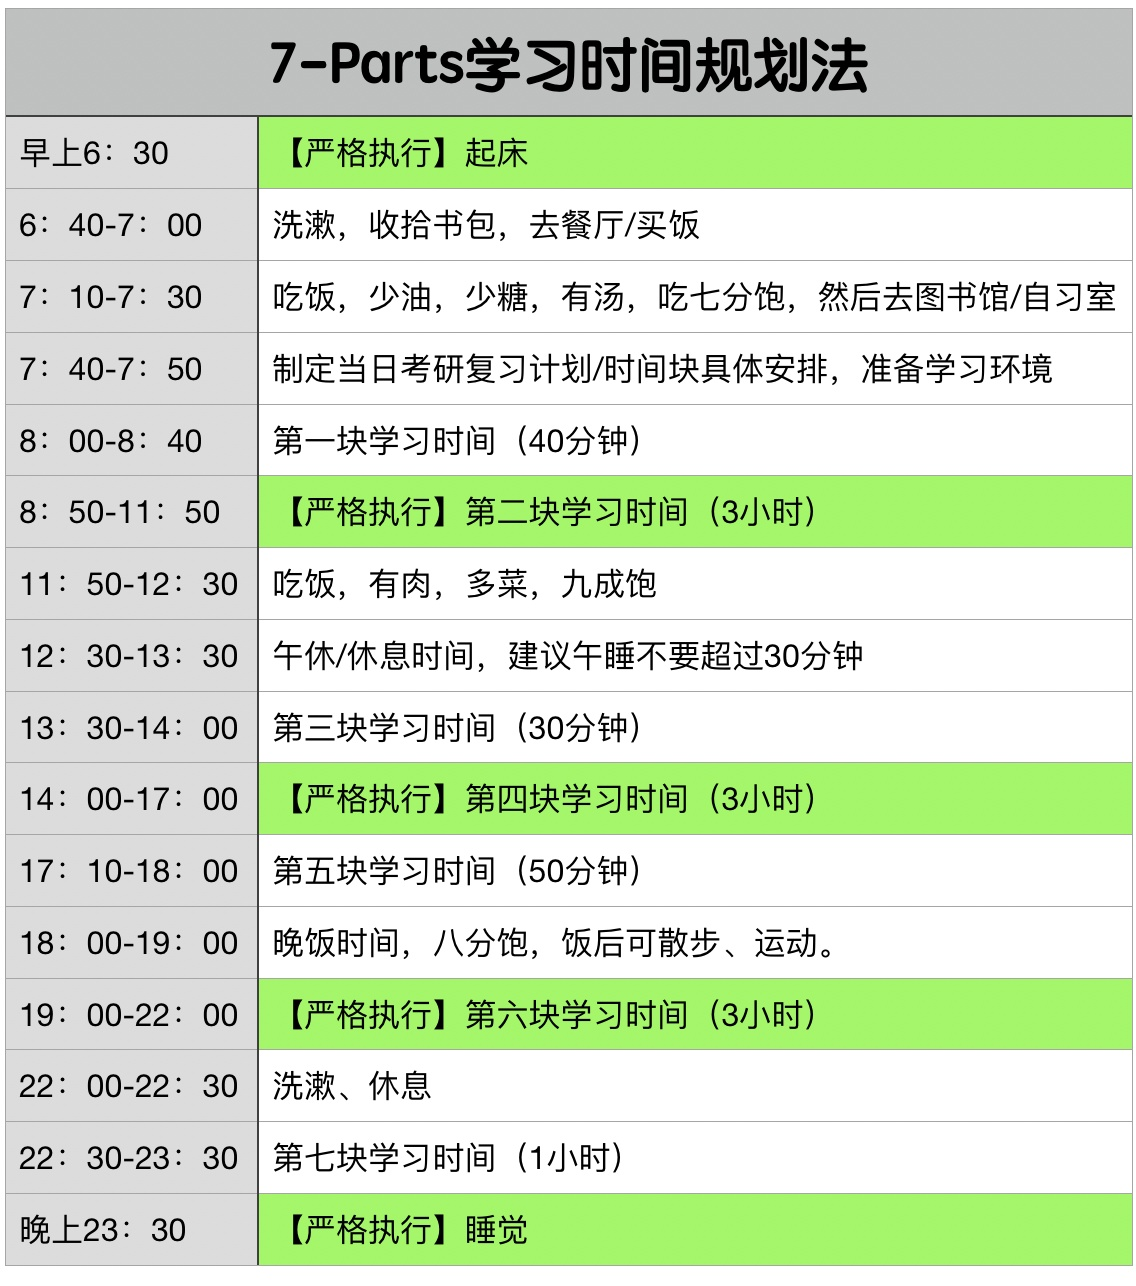 7-Parts学习时间规划法
早上6：30 【严格执行】起床
6：40-7：00 洗漱，收拾书包，去餐厅/买饭
7：10-7：30 吃饭，少油，少糖，有汤，吃七分饱，然后去图书馆/自习室
7：40-7：50 制定当日考研复习计划/时间块具体安排，准备学习环境
8：00-8：40 第一块学习时间（40分钟）
8：50-11：50 【严格执行】第二块学习时间（3小时）
11：50-12：30 吃饭，有肉，多菜，九成饱
12：30-13：30 午休/休息时间，建议午睡不要超过30分钟
13：30-14：00 第三块学习时间（30分钟）
14：00-17：00 【严格执行】第四块学习时间（3小时）
17：10-18：00 第五块学习时间（50分钟）
18：00-19：00 晚饭时间，八分饱，饭后可散步、运动。
19：00-22：00 【严格执行】第六块学习时间（3小时）
22：00-22：30 洗漱、休息
22：30-23：30 第七块学习时间（1小时）
晚上23：30 【严格执行】睡觉